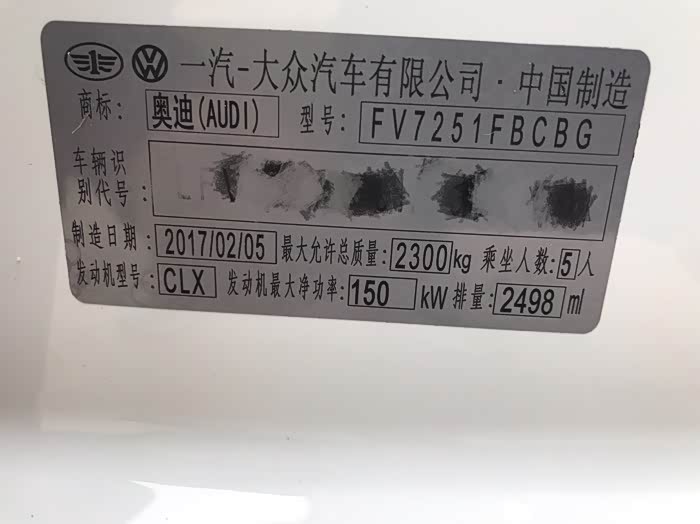 一汽-大众汽车有限公司·中国制造
商标: 奥迪(AUDI) 型号: FV7251FBCBG
车辆识
别代号:
制造日期: 2017/02/05 最大允许总质量: 2300kg 乘坐人数: 5人
发动机型号: CLX 发动机最大净功率: 150 kW 排量: 2498 ml